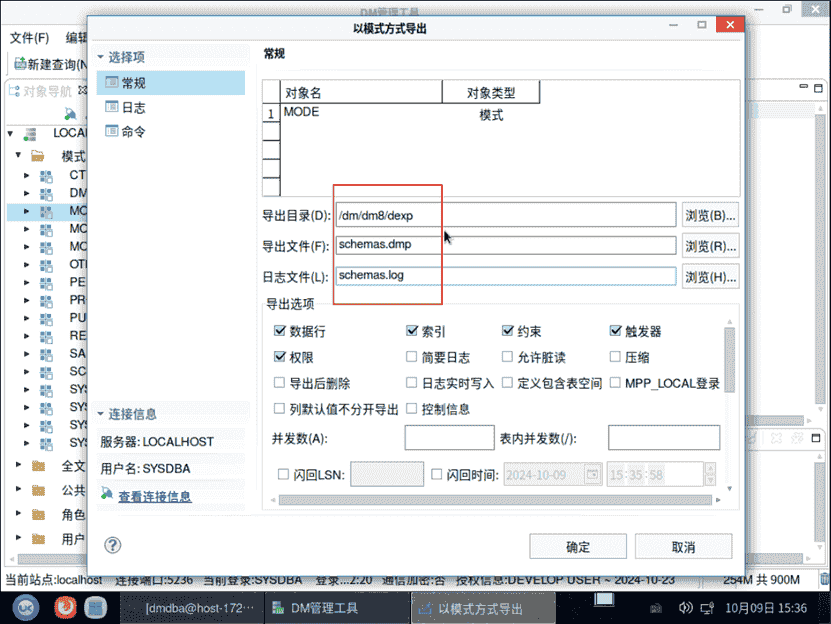 DM管理工具
以模式方式导出
文件(F) 编辑
新建查询(N
对象导航
LOCA
模式
CT
DM
MO
MO
MO
OTH
PE
PR
PU
RE
SA
SC
SYS
SY
SY
SY
全文
公共
角色
用户
选择项
常规
日志
命令
连接信息
服务器: LOCALHOST
用户名: SYSDBA
查看连接信息
常规
对象名 对象类型
1 MODE 模式
导出目录(D): /dm/dm8/dexp 浏览(B)...
导出文件(F): schemas.dmp 浏览(R)...
日志文件(L): schemas.log 浏览(H)...
导出选项
数据行 索引 约束 触发器
权限 简要日志 允许脏读 压缩
导出后删除 日志实时写入 定义包含表空间 MPP_LOCAL登录
列默认值不分开导出 控制信息
并发数(A): 表内并发数(/):
闪回LSN: 闪回时间: 2024-10-09 15:35:58
确定 取消
当前站点:localhost 连接端口:5236 当前登录:SYSDBA 登录...2:20 通信加密:否 授权信息:DEVELOP USER ~ 2024-10-23 254M 共 900M
[dmdba@host-172··· DM管理工具 以模式方式导出 10月09日 15:36